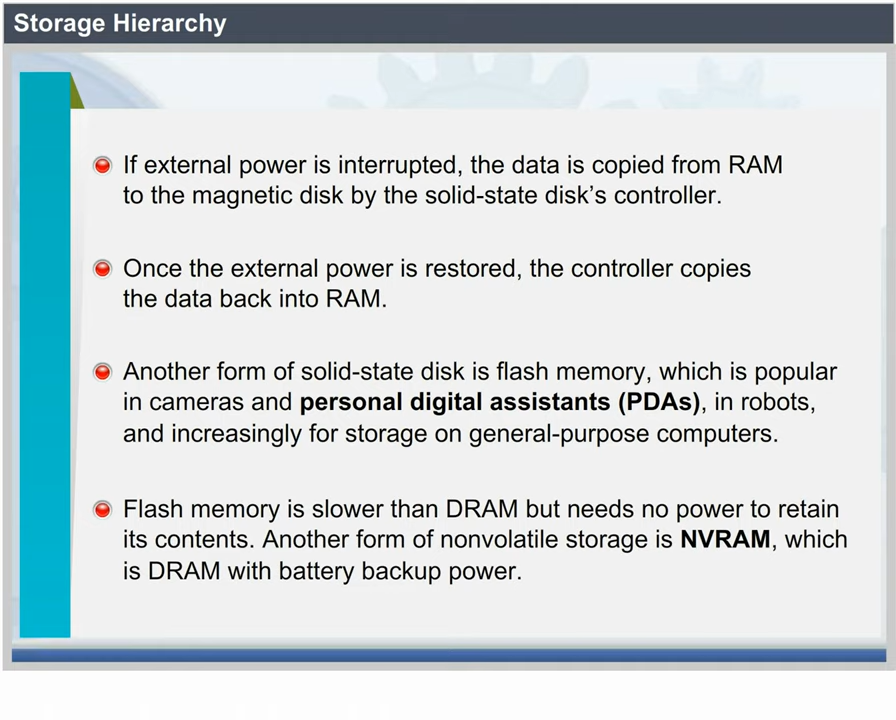 Storage Hierarchy
If external power is interrupted, the data is copied from RAM
to the magnetic disk by the solid-state disk's controller.
Once the external power is restored, the controller copies
the data back into RAM.
Another form of solid-state disk is flash memory, which is popular
in cameras and personal digital assistants (PDAs), in robots,
and increasingly for storage on general-purpose computers.
Flash memory is slower than DRAM but needs no power to retain
its contents. Another form of nonvolatile storage is NVRAM, which
is DRAM with battery backup power.